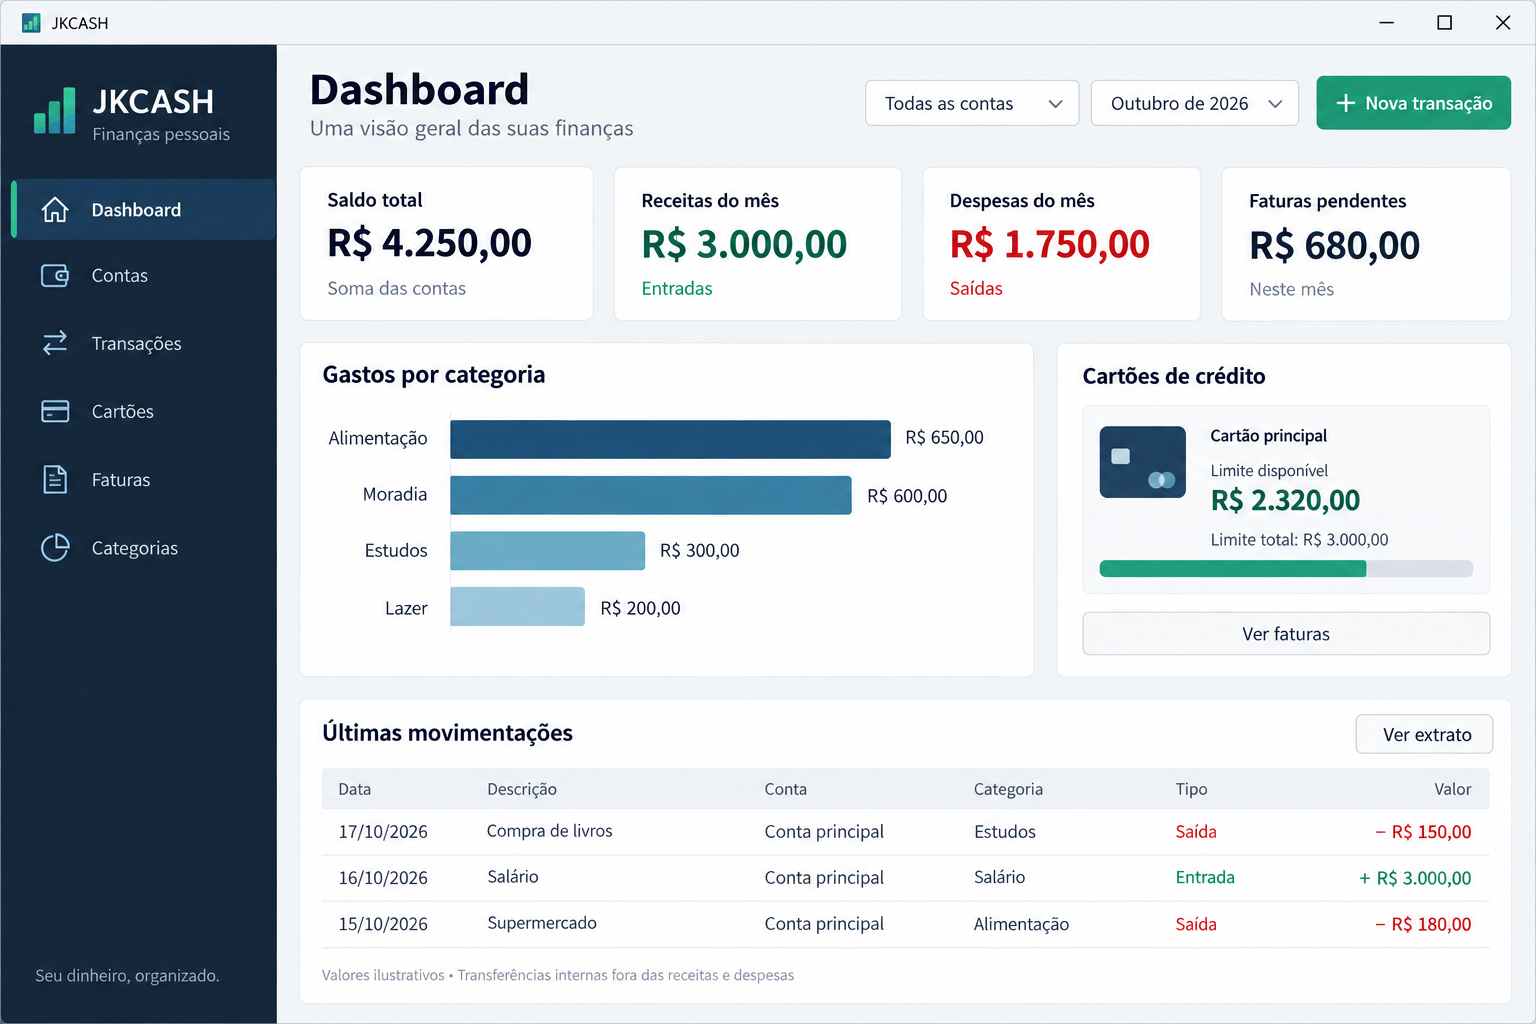 JKCASH
JKCASH
Finanças pessoais
Dashboard
Contas
Transações
Cartões
Faturas
Categorias
Seu dinheiro, organizado.
Dashboard
Uma visão geral das suas finanças
Todas as contas
Outubro de 2026
+ Nova transação
Saldo total
R$ 4.250,00
Soma das contas
Receitas do mês
R$ 3.000,00
Entradas
Despesas do mês
R$ 1.750,00
Saídas
Faturas pendentes
R$ 680,00
Neste mês
Gastos por categoria
Alimentação R$ 650,00
Moradia R$ 600,00
Estudos R$ 300,00
Lazer R$ 200,00
Cartões de crédito
Cartão principal
Limite disponível
R$ 2.320,00
Limite total: R$ 3.000,00
Ver faturas
Últimas movimentações
Ver extrato
Data Descrição Conta Categoria Tipo Valor
17/10/2026 Compra de livros Conta principal Estudos Saída − R$ 150,00
16/10/2026 Salário Conta principal Salário Entrada + R$ 3.000,00
15/10/2026 Supermercado Conta principal Alimentação Saída − R$ 180,00
Valores ilustrativos • Transferências internas fora das receitas e despesas